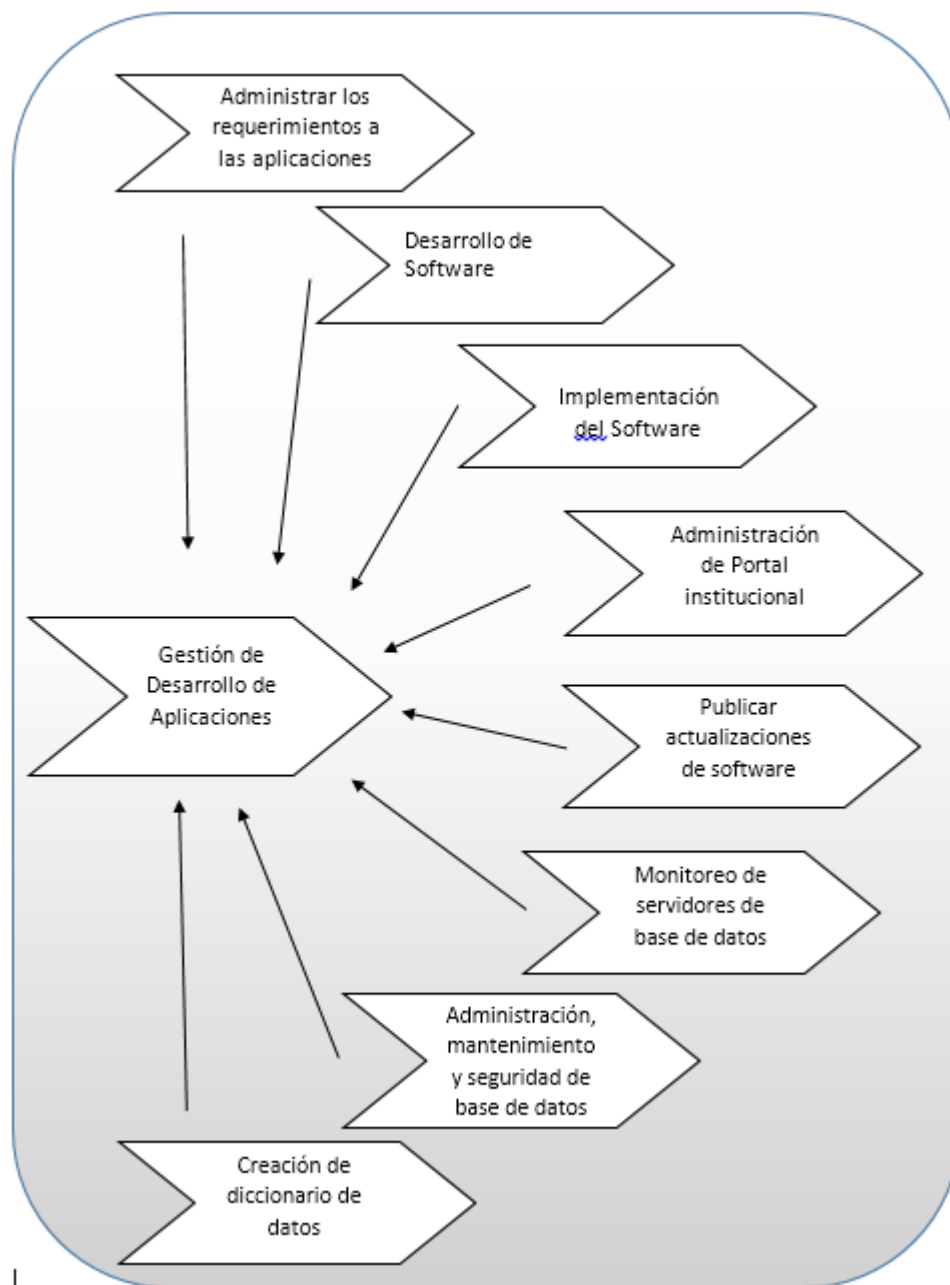 Administrar los
requerimientos a
las aplicaciones
Desarrollo de
Software
Implementación
del Software
Administración
de Portal
institucional
Gestión de
Desarrollo de
Aplicaciones
Publicar
actualizaciones
de software
Monitoreo de
servidores de
base de datos
Administración,
mantenimiento
y seguridad de
base de datos
Creación de
diccionario de
datos